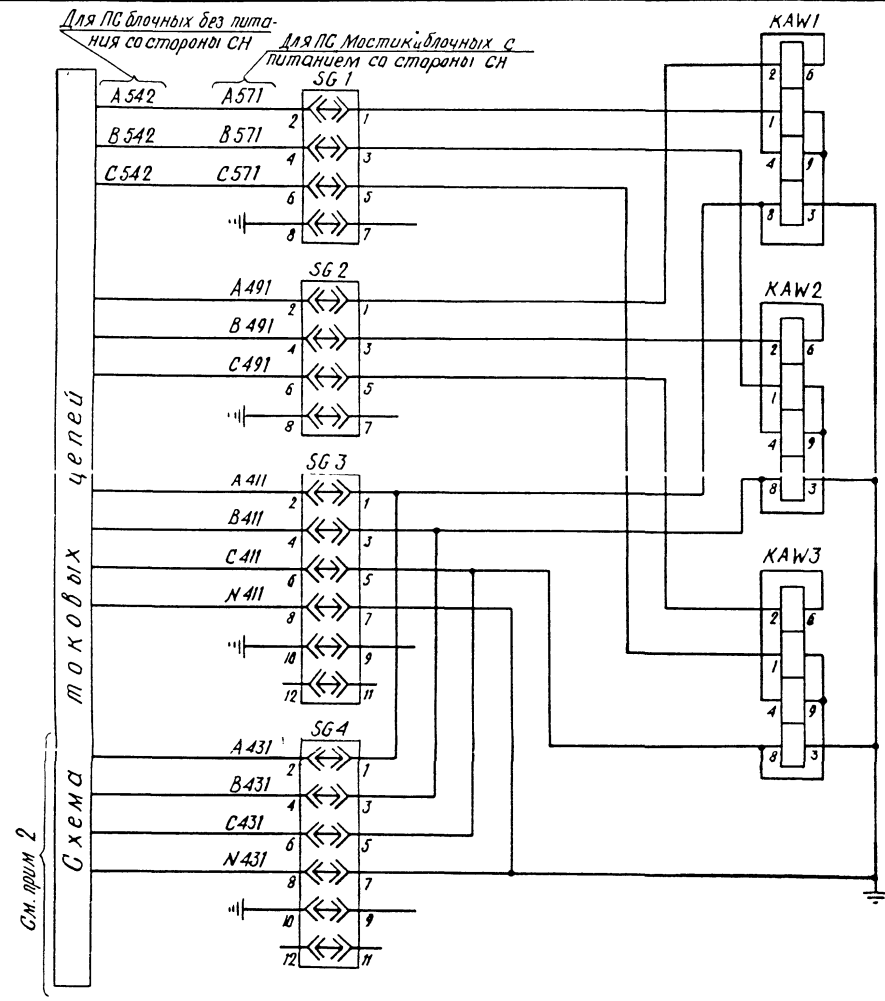 Для ПС блочных без пита-
ния со стороны СН
Для ПС Мостик и блочных с
питанием со стороны СН
KAW1
2 6
1
4 9
8 3
SG1
A542 A571 2 1
B542 B571 4 3
C542 C571 6 5
8 7
SG2
A491 2 1
B491 4 3
C491 6 5
8 7
KAW2
2 6
1
4 9
8 3
SG3
A411 2 1
B411 4 3
C411 6 5
N411 8 7
10 9
12 11
KAW3
2 6
1
4 9
8 3
SG4
A431 2 1
B431 4 3
C431 6 5
N431 8 7
10 9
12 11
Схема токовых цепей
См. прим 2